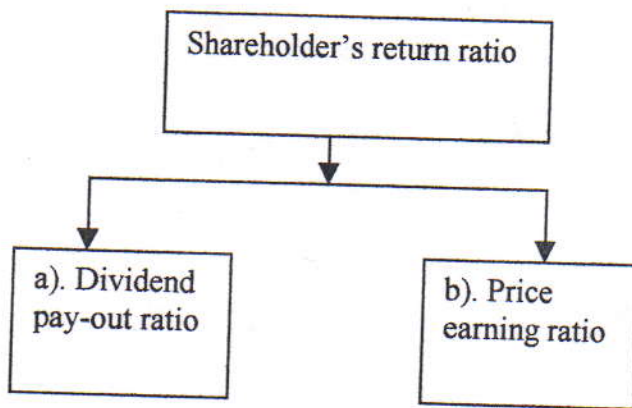 Shareholder's return ratio
a). Dividend
pay-out ratio
b). Price
earning ratio